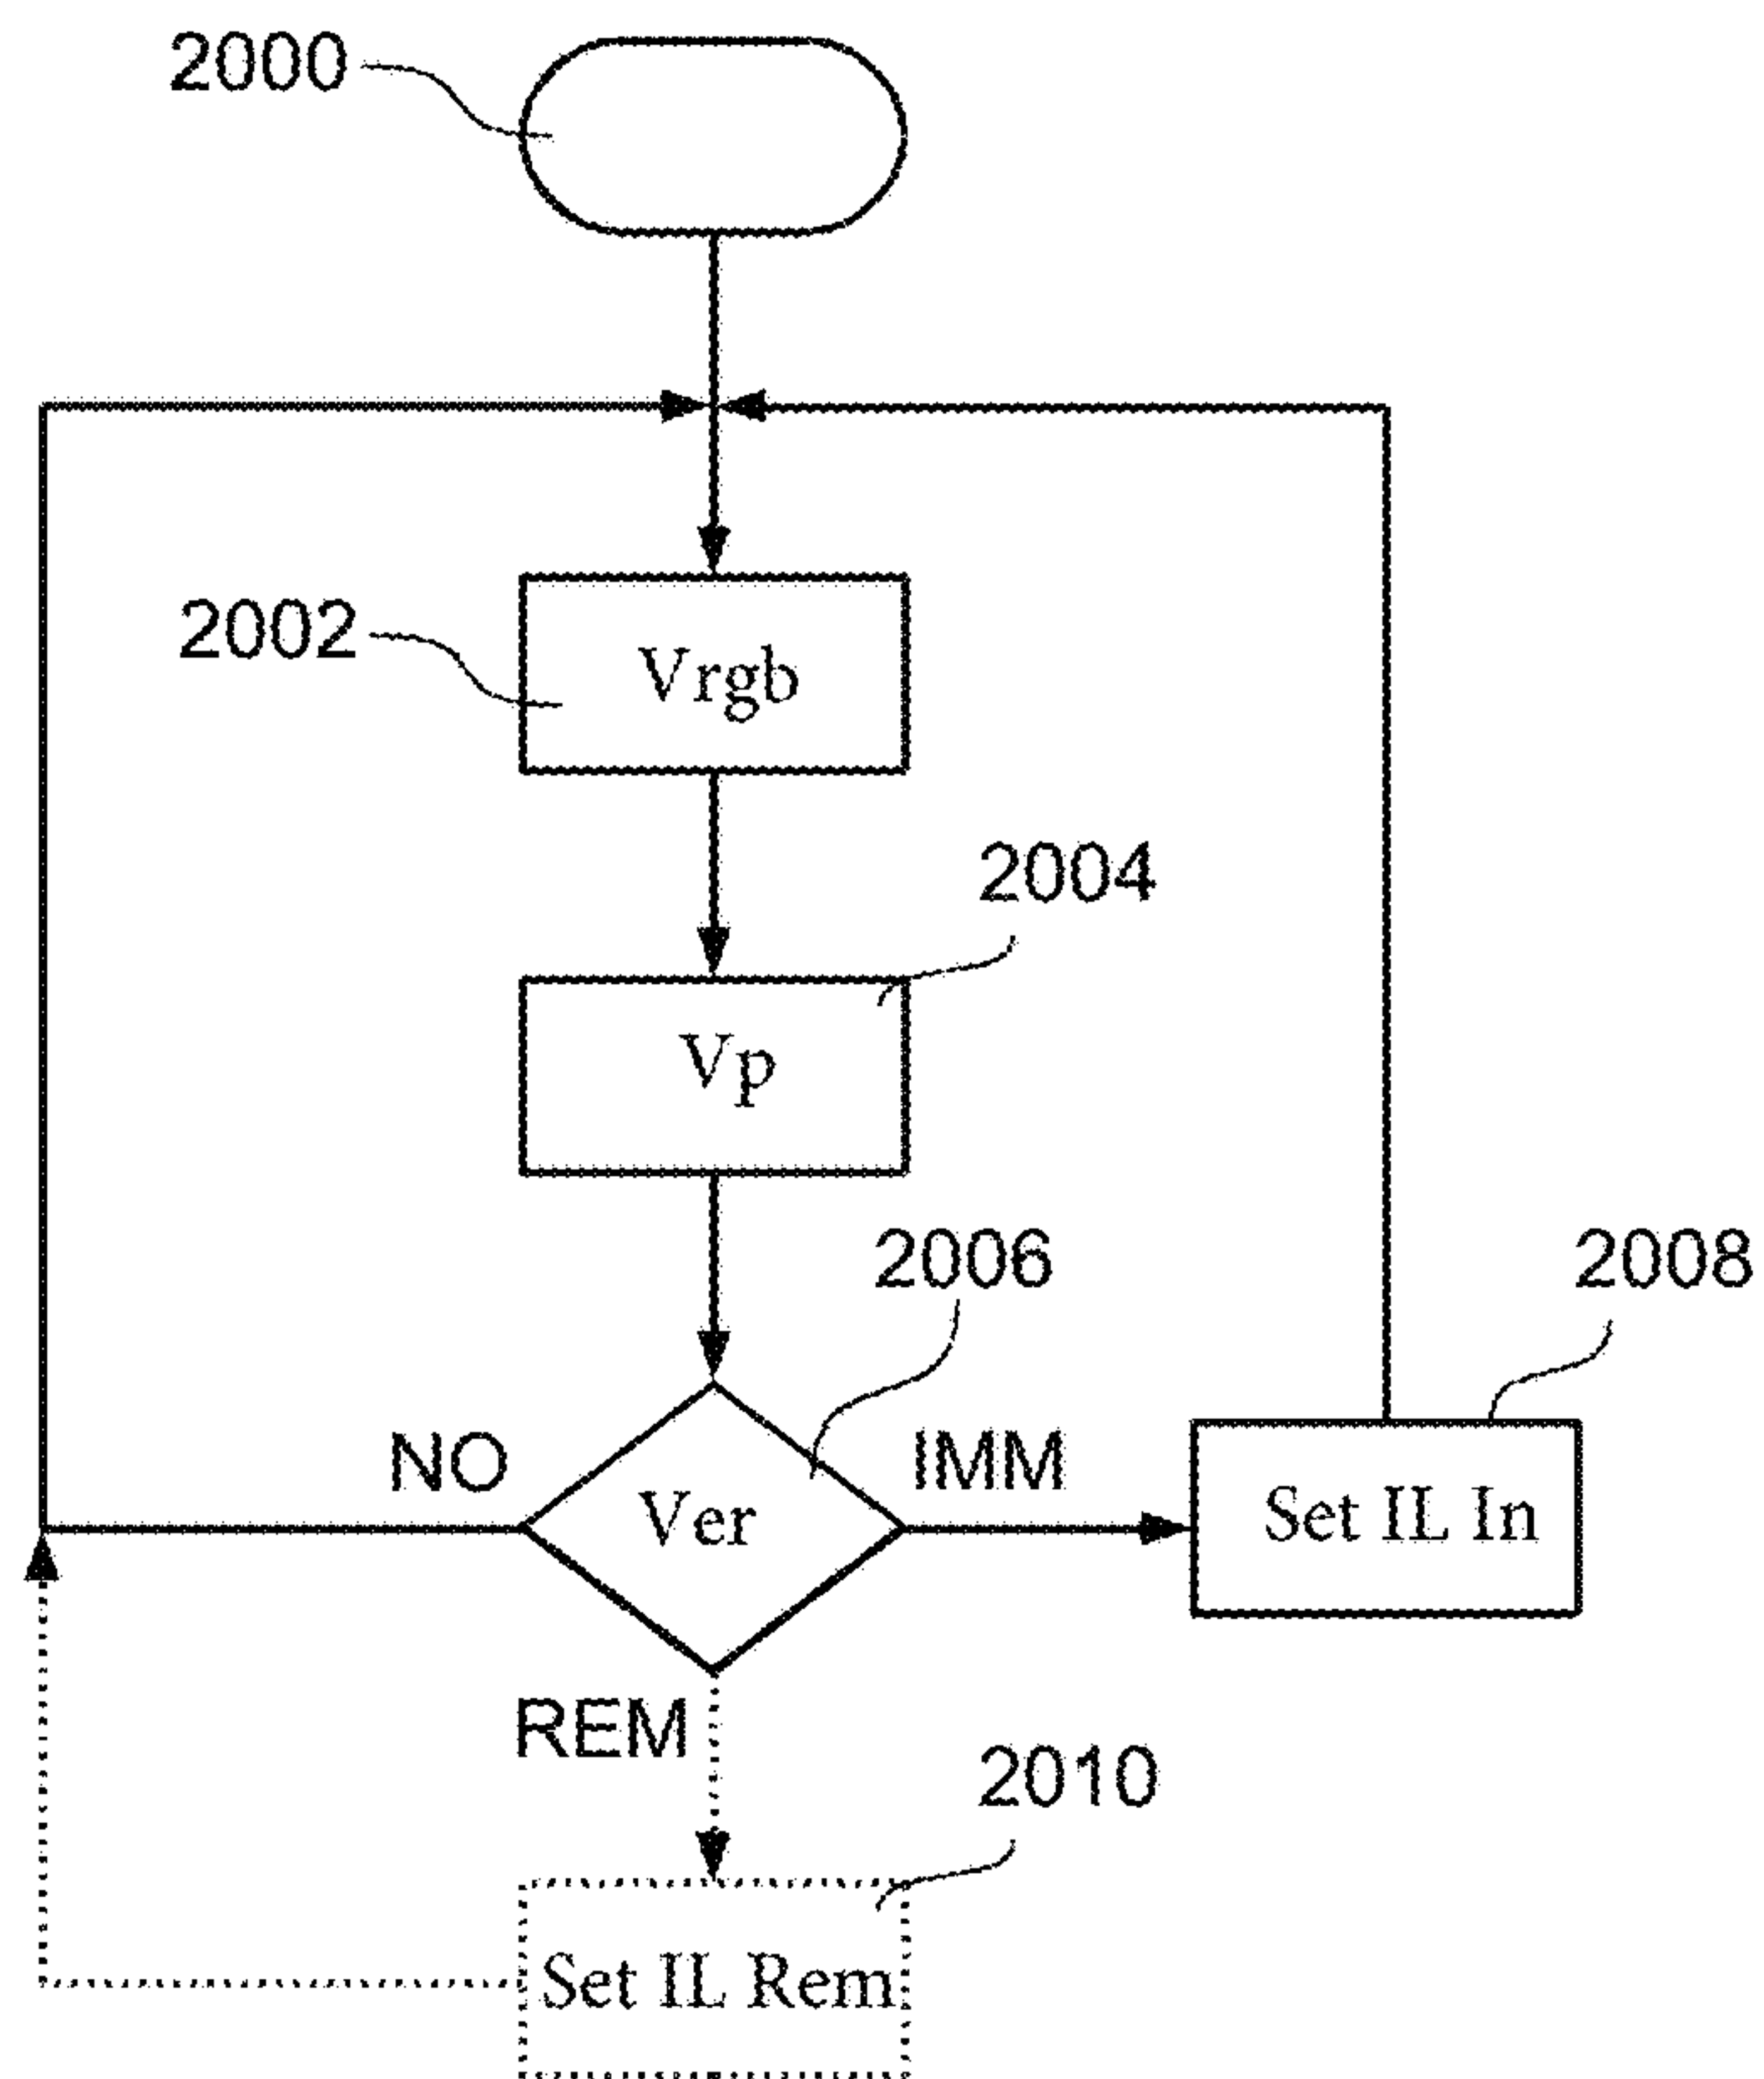 2000
2002
Vrgb
2004
Vp
2006
2008
NO
IMM
Ver
Set IL In
REM
2010
Set IL Rem